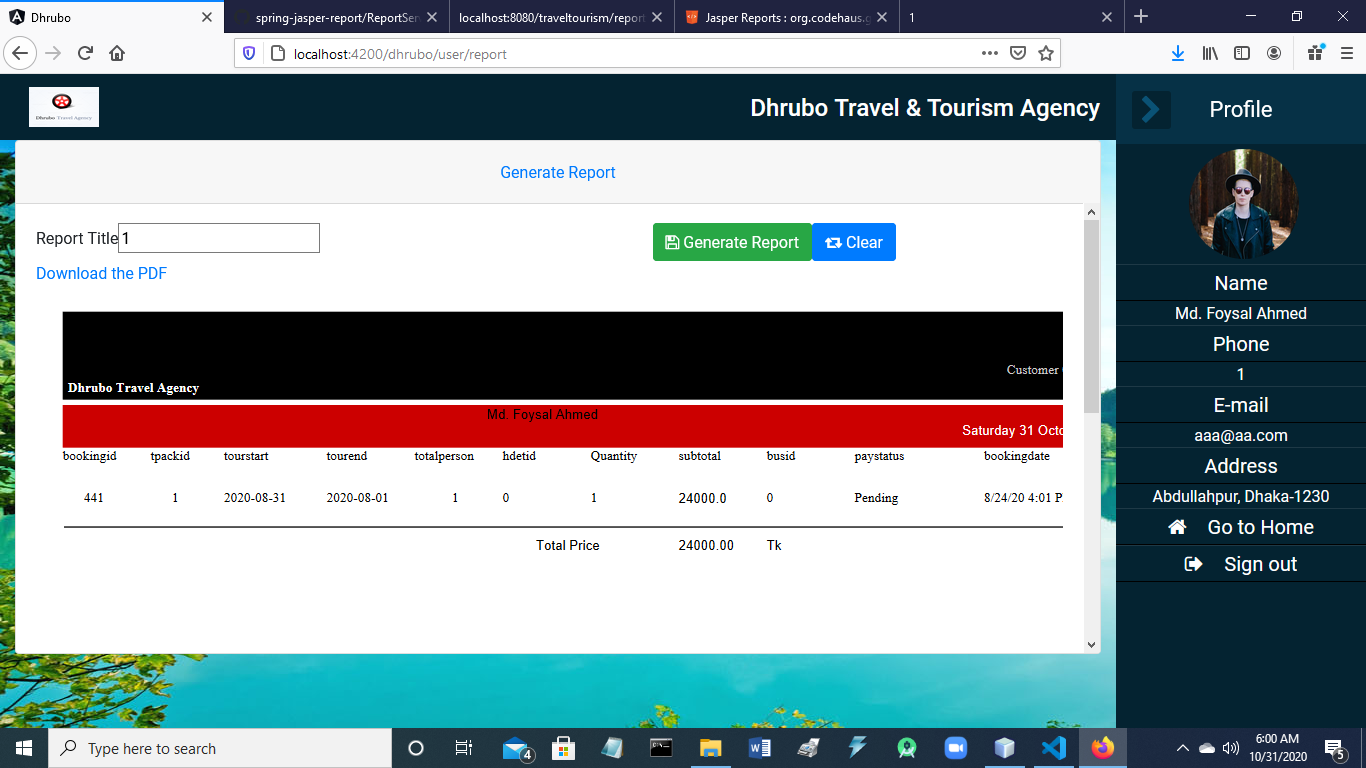 Dhrubo
spring-jasper-report/ReportSer
localhost:8080/traveltourism/report
Jasper Reports : org.codehaus.g
1
localhost:4200/dhrubo/user/report
Dhrubo Travel Agency
Dhrubo Travel & Tourism Agency
Profile
Generate Report
Report Title 1
Generate Report
Clear
Download the PDF
Customer
Dhrubo Travel Agency
Md. Foysal Ahmed
Saturday 31 Octo
bookingid tpackid tourstart tourend totalperson hdetid Quantity subtotal busid paystatus bookingdate
441 1 2020-08-31 2020-08-01 1 0 1 24000.0 0 Pending 8/24/20 4:01 P
Total Price 24000.00 Tk
Name
Md. Foysal Ahmed
Phone
1
E-mail
aaa@aa.com
Address
Abdullahpur, Dhaka-1230
Go to Home
Sign out
Type here to search
4
6:00 AM
10/31/2020
5